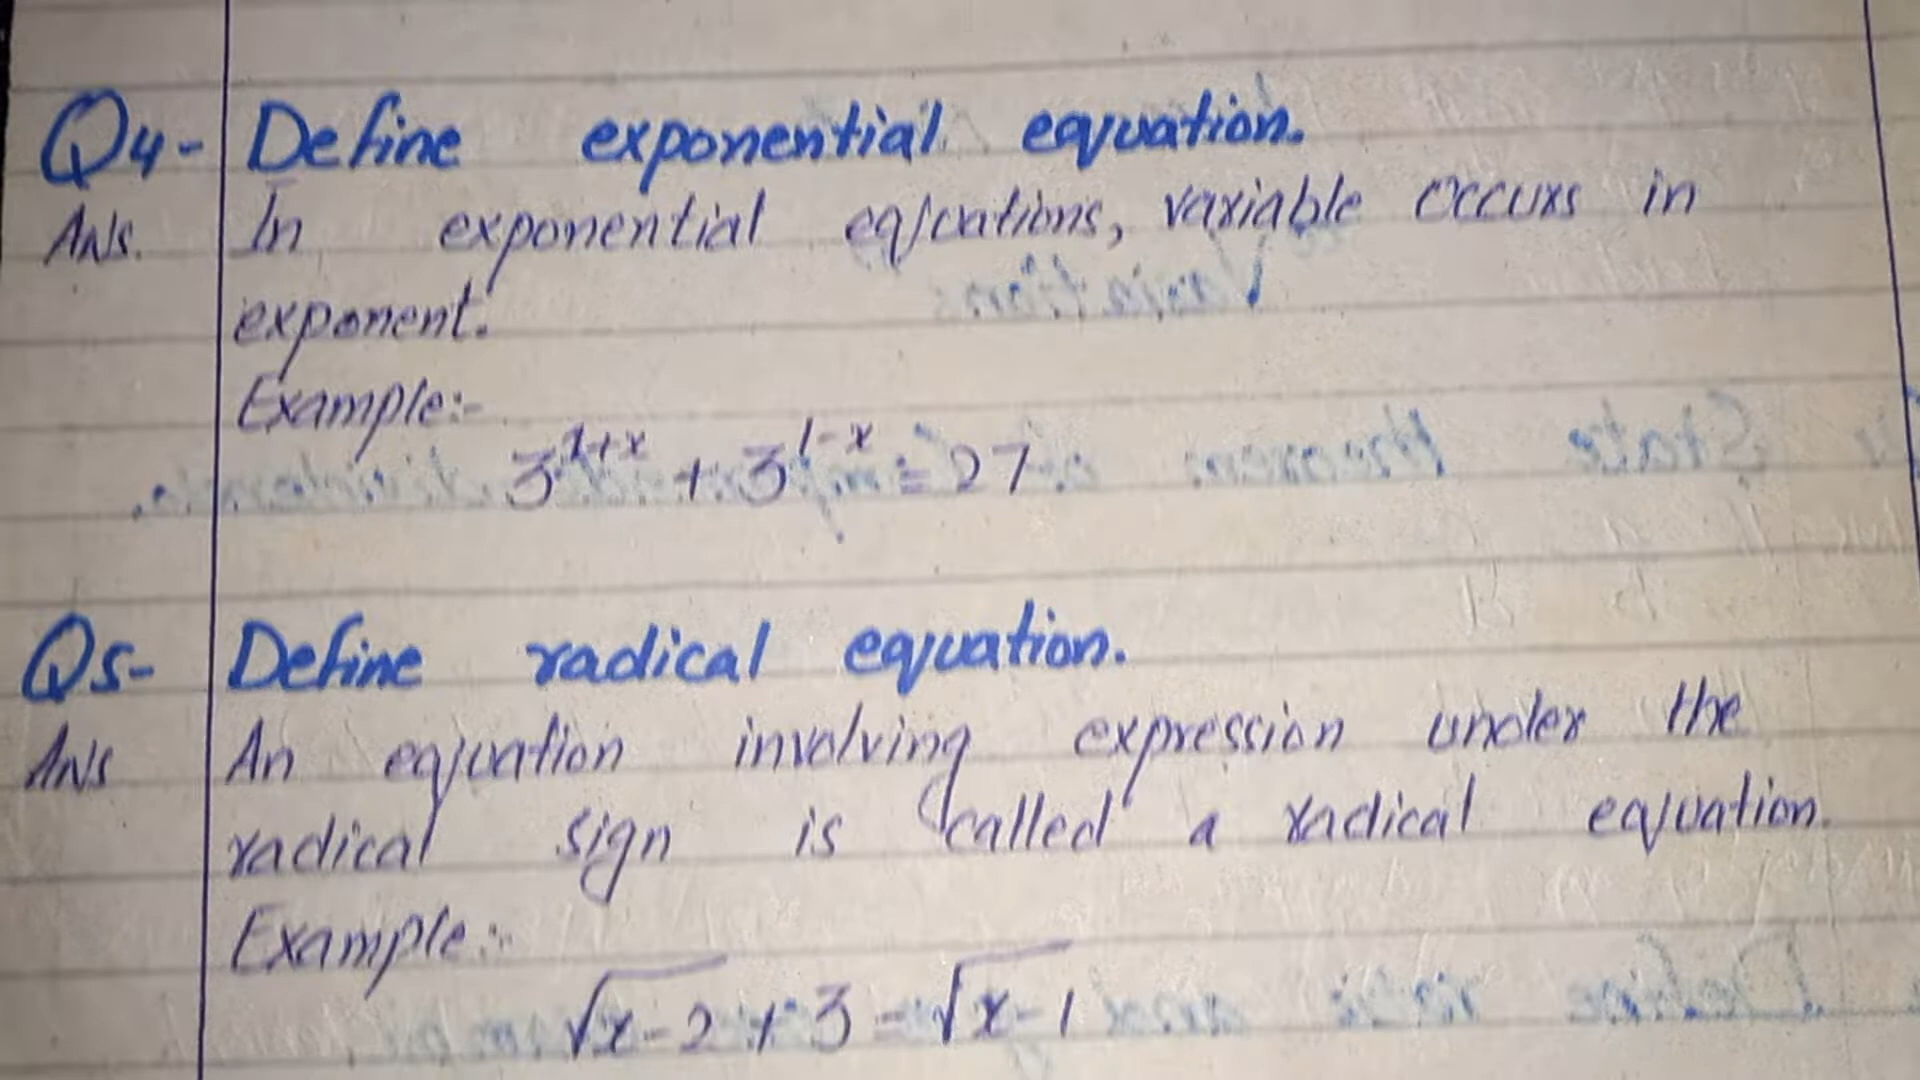 Q4- Define exponential equation.
Ans. In exponential equations, variable occurs in
exponent.
Example:-
3^{1+x} + 3^{1-x} = 27
Q5- Define radical equation.
Ans An equation involving expression under the
radical sign is called a radical equation.
Example:-
√x-2 + 3 = √x-1